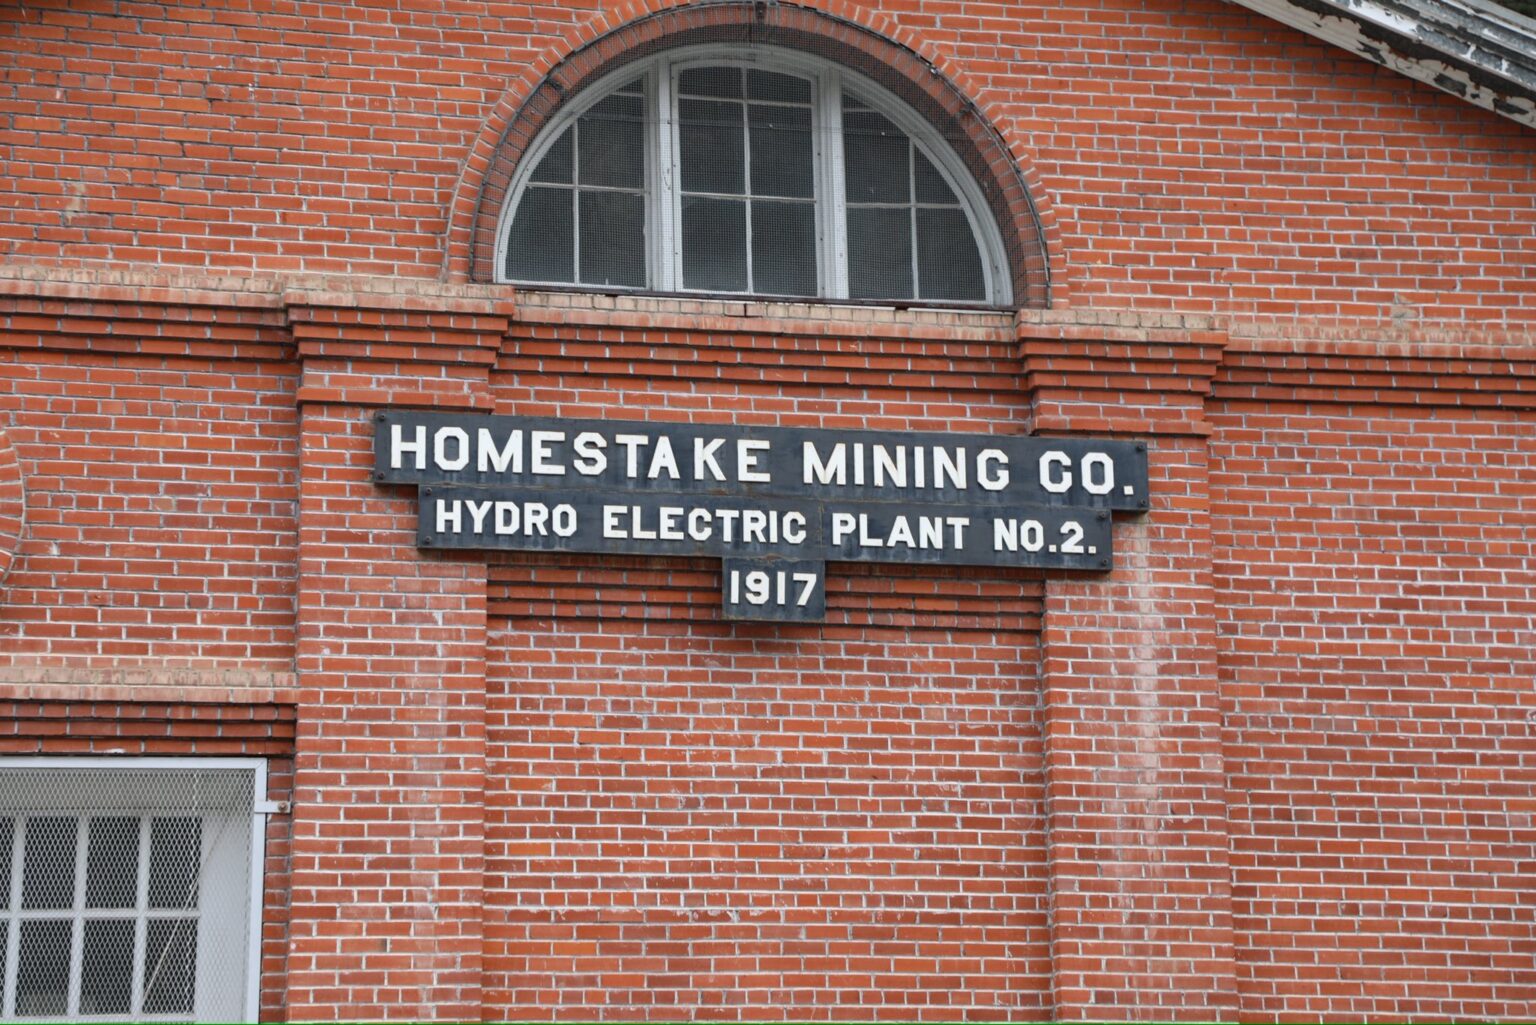 HOMESTAKE MINING CO.
HYDRO ELECTRIC PLANT NO.2.
1917